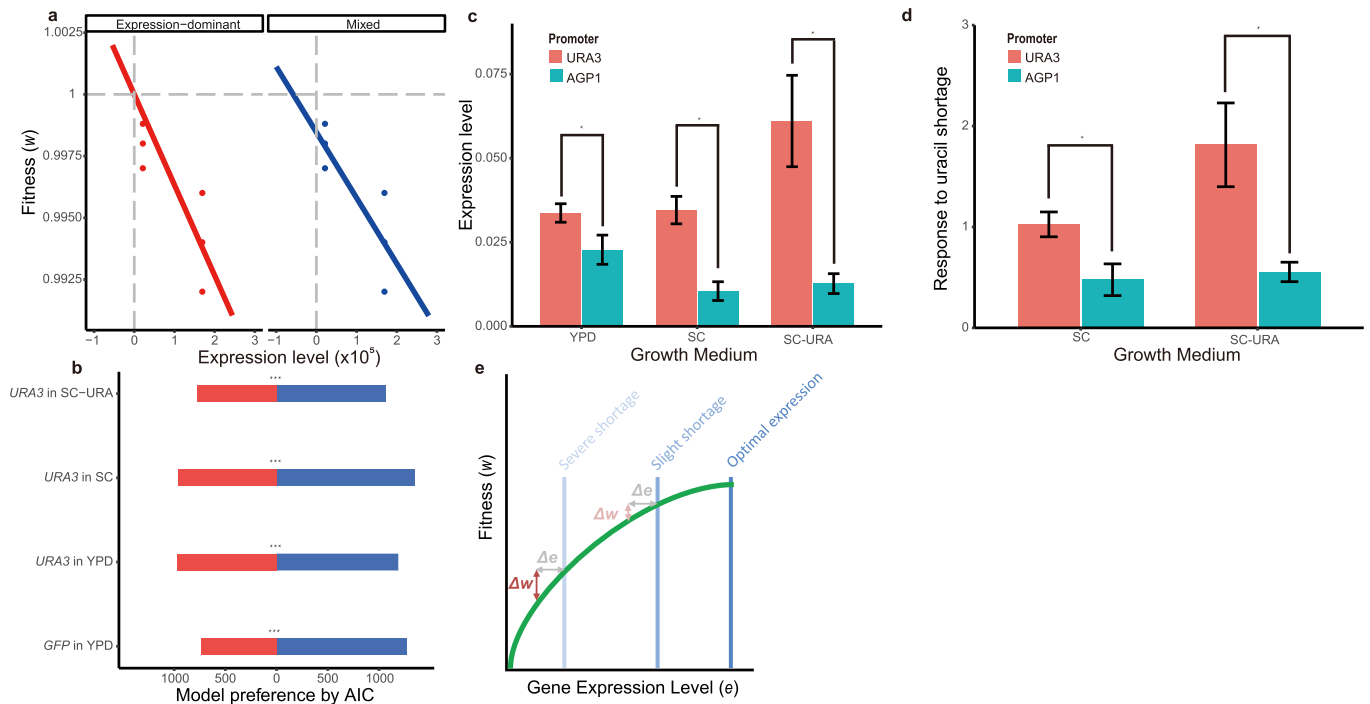 a
Expression−dominant
Mixed
1.0025
1
0.9975
0.9950
0.9925
Fitness (w)
−1 0 1 2 3
−1 0 1 2 3
Expression level (x10⁵)
b
***
URA3 in SC−URA
***
URA3 in SC
***
URA3 in YPD
***
GFP in YPD
1000 500 0 500 1000
Model preference by AIC
c
Promoter
URA3
AGP1
*
*
*
0.075
0.050
0.025
0.000
Expression level
YPD SC SC-URA
Growth Medium
d
Promoter
URA3
AGP1
*
*
3
2
1
0
Response to uracil shortage
SC SC-URA
Growth Medium
e
Severe shortage
Slight shortage
Optimal expression
Δe
Δw
Δe
Δw
Fitness (w)
Gene Expression Level (e)